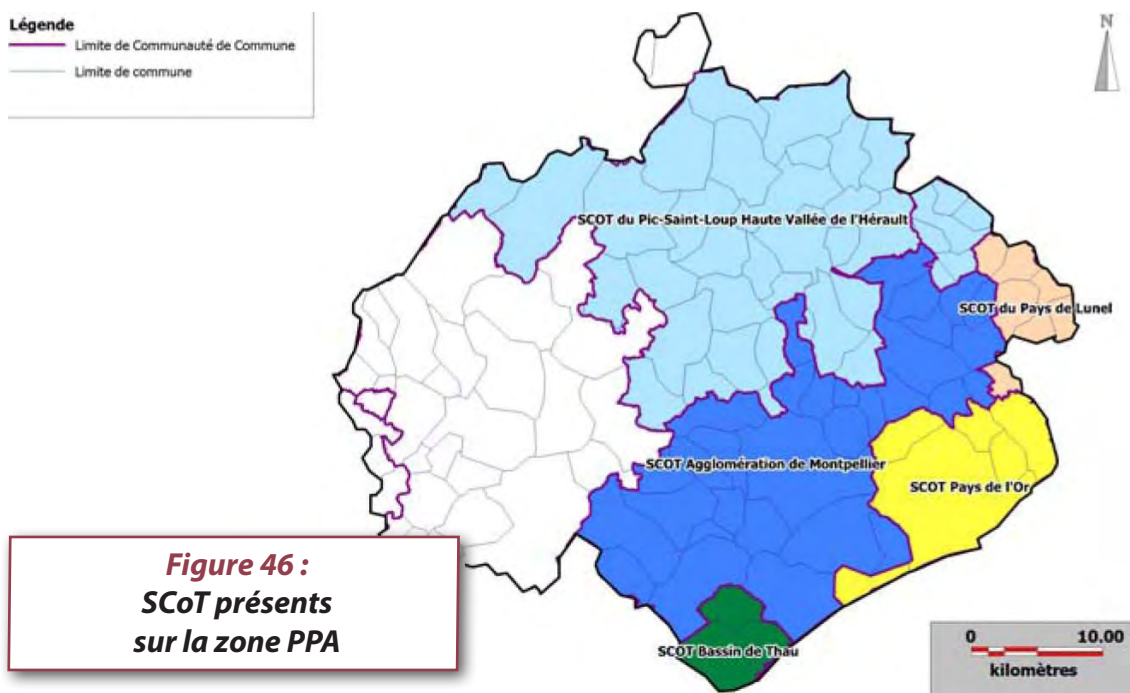 Légende
Limite de Communauté de Commune
Limite de commune
N
SCOT du Pic-Saint-Loup Haute Vallée de l'Hérault
SCOT du Pays de Lunel
SCOT Agglomération de Montpellier
SCOT Pays de l'Or
Figure 46 :
SCoT présents
sur la zone PPA
SCOT Bassin de Thau
0 10.00
kilomètres